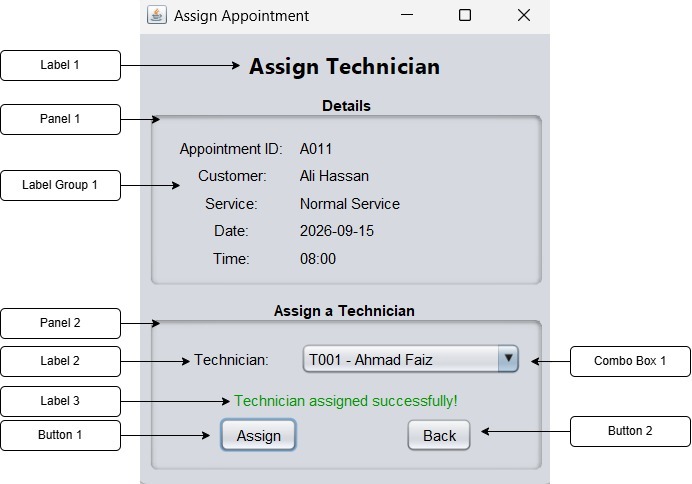 Assign Appointment
Label 1
Assign Technician
Panel 1
Details
Appointment ID: A011
Label Group 1
Customer: Ali Hassan
Service: Normal Service
Date: 2026-09-15
Time: 08:00
Panel 2
Assign a Technician
Label 2
Technician: T001 - Ahmad Faiz
Combo Box 1
Label 3
Technician assigned successfully!
Button 1
Assign
Back
Button 2